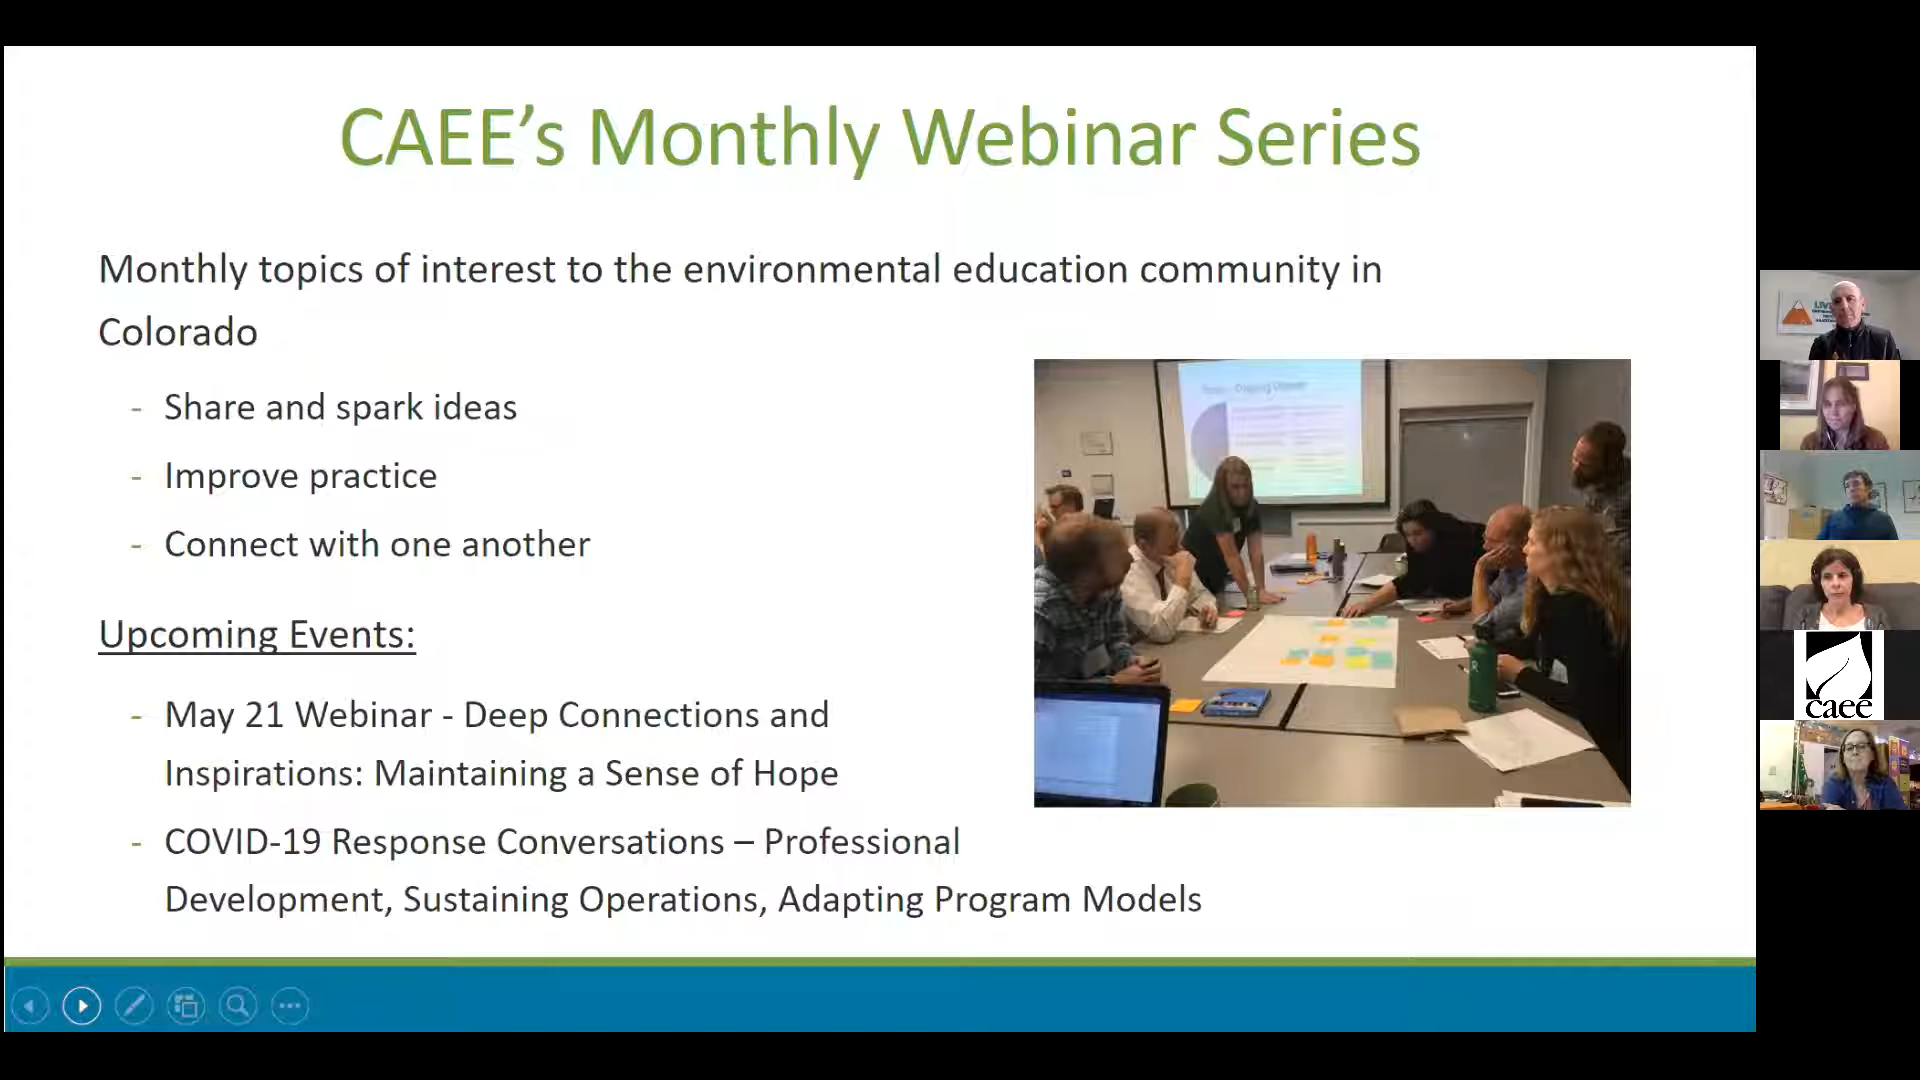 CAEE's Monthly Webinar Series
Monthly topics of interest to the environmental education community in
Colorado
- Share and spark ideas
- Improve practice
- Connect with one another
Upcoming Events:
- May 21 Webinar - Deep Connections and
Inspirations: Maintaining a Sense of Hope
- COVID-19 Response Conversations – Professional
Development, Sustaining Operations, Adapting Program Models
caee